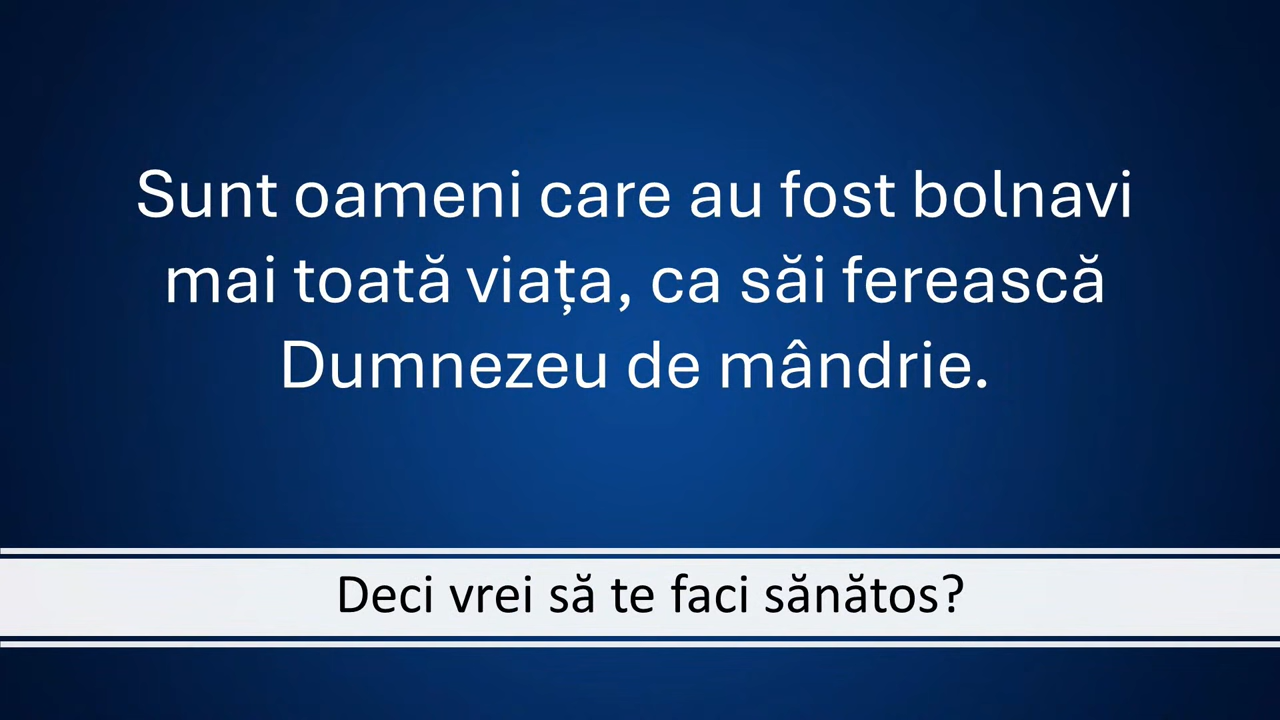 Sunt oameni care au fost bolnavi
mai toată viața, ca săi ferească
Dumnezeu de mândrie.
Deci vrei să te faci sănătos?